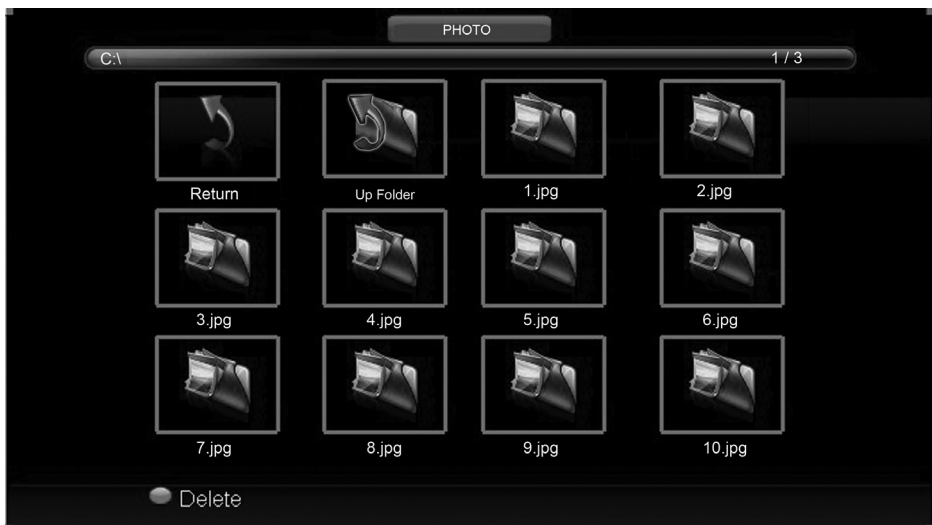 PHOTO
C:\ 1 / 3
Return Up Folder 1.jpg 2.jpg
3.jpg 4.jpg 5.jpg 6.jpg
7.jpg 8.jpg 9.jpg 10.jpg
Delete